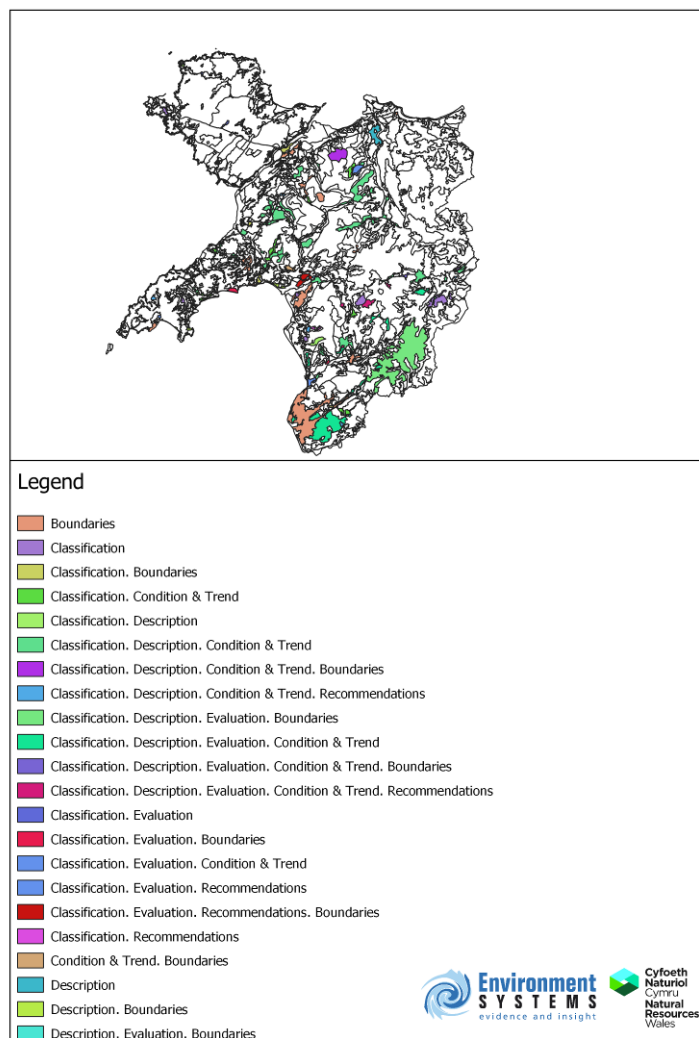 Legend
Boundaries
Classification
Classification. Boundaries
Classification. Condition & Trend
Classification. Description
Classification. Description. Condition & Trend
Classification. Description. Condition & Trend. Boundaries
Classification. Description. Condition & Trend. Recommendations
Classification. Description. Evaluation. Boundaries
Classification. Description. Evaluation. Condition & Trend
Classification. Description. Evaluation. Condition & Trend. Boundaries
Classification. Description. Evaluation. Condition & Trend. Recommendations
Classification. Evaluation
Classification. Evaluation. Boundaries
Classification. Evaluation. Condition & Trend
Classification. Evaluation. Recommendations
Classification. Evaluation. Recommendations. Boundaries
Classification. Recommendations
Condition & Trend. Boundaries
Description
Description. Boundaries
Description. Evaluation. Boundaries
Environment
SYSTEMS
evidence and insight
Cyfoeth
Naturiol
Cymru
Natural
Resources
Wales